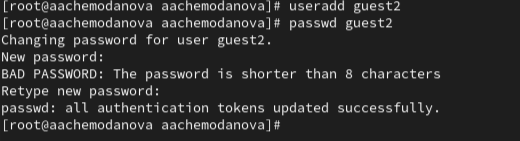 [root@aachemodanova aachemodanova]# useradd guest2
[root@aachemodanova aachemodanova]# passwd guest2
Changing password for user guest2.
New password:
BAD PASSWORD: The password is shorter than 8 characters
Retype new password:
passwd: all authentication tokens updated successfully.
[root@aachemodanova aachemodanova]#